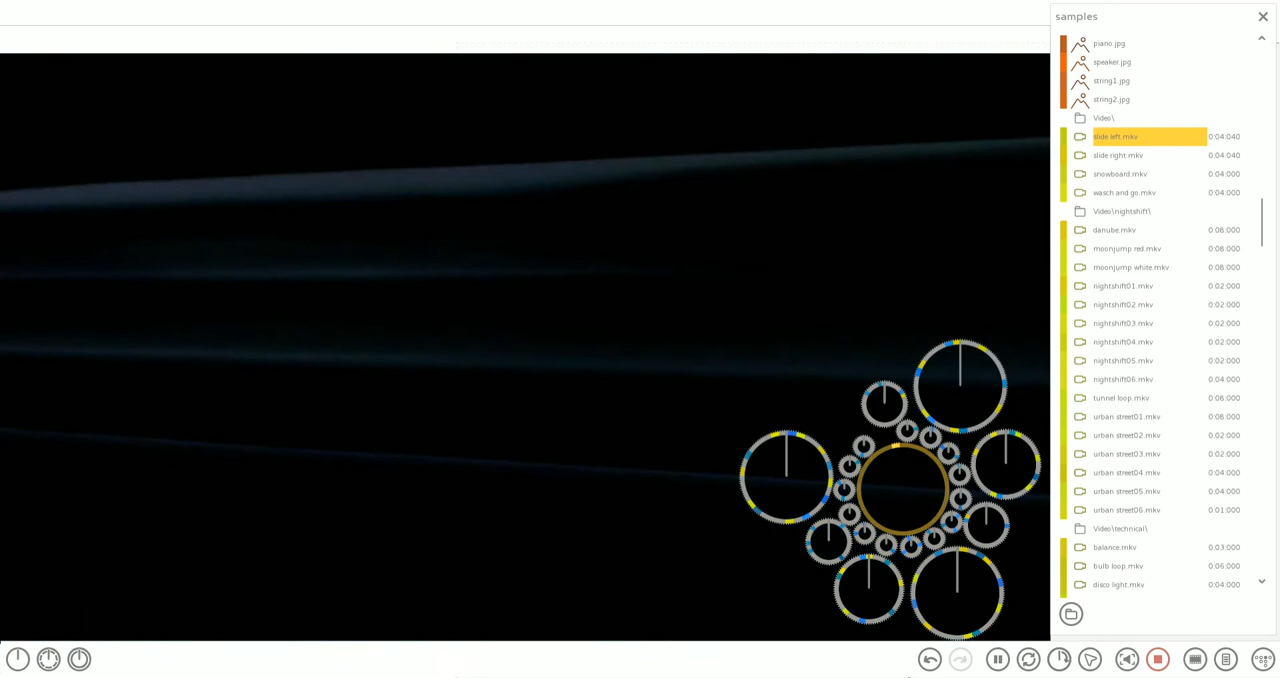 samples
piano.jpg
speaker.jpg
string1.jpg
string2.jpg
Video\
slide left.mkv 0:04:040
slide right.mkv 0:04:040
snowboard.mkv 0:04:000
wasch and go.mkv 0:04:000
Video\nightshift\
danube.mkv 0:08:000
moonjump red.mkv 0:08:000
moonjump white.mkv 0:08:000
nightshift01.mkv 0:02:000
nightshift02.mkv 0:02:000
nightshift03.mkv 0:02:000
nightshift04.mkv 0:02:000
nightshift05.mkv 0:02:000
nightshift06.mkv 0:04:000
tunnel loop.mkv 0:08:000
urban street01.mkv 0:08:000
urban street02.mkv 0:02:000
urban street03.mkv 0:02:000
urban street04.mkv 0:04:000
urban street05.mkv 0:04:000
urban street06.mkv 0:01:000
Video\technical\
balance.mkv 0:03:000
bulb loop.mkv 0:06:000
disco light.mkv 0:04:000